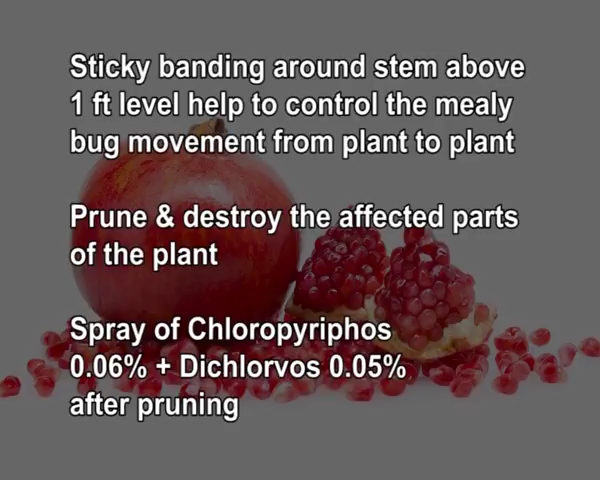 Sticky banding around stem above
1 ft level help to control the mealy
bug movement from plant to plant
Prune & destroy the affected parts
of the plant
Spray of Chloropyriphos
0.06% + Dichlorvos 0.05%
after pruning